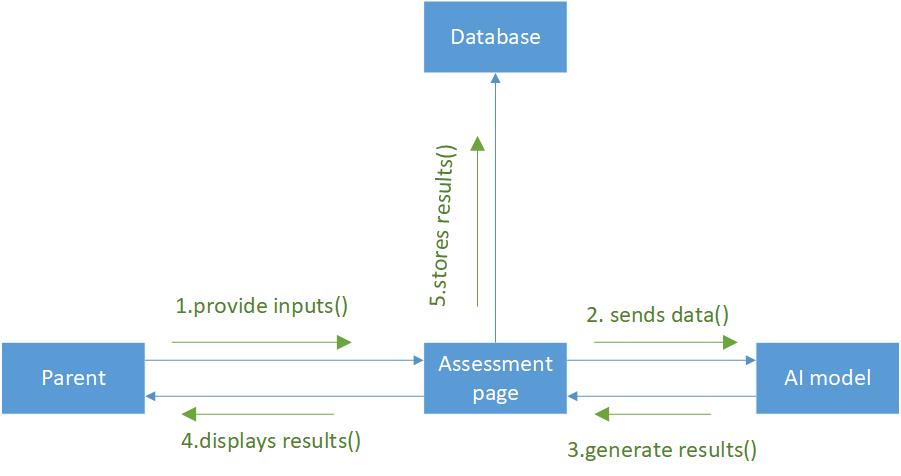 Database
5.stores results()
1.provide inputs()
2. sends data()
Parent
Assessment
page
AI model
4.displays results()
3.generate results()